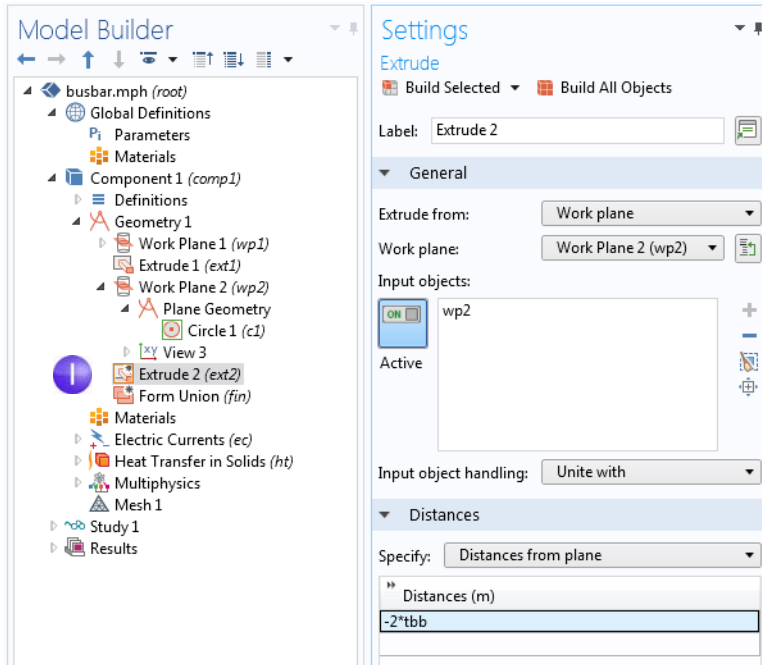 Model Builder
busbar.mph (root)
Global Definitions
Pi Parameters
Materials
Component 1 (comp1)
Definitions
Geometry 1
Work Plane 1 (wp1)
Extrude 1 (ext1)
Work Plane 2 (wp2)
Plane Geometry
Circle 1 (c1)
xy View 3
I
Extrude 2 (ext2)
Form Union (fin)
Materials
Electric Currents (ec)
Heat Transfer in Solids (ht)
Multiphysics
Mesh 1
Study 1
Results
Settings
Extrude
Build Selected Build All Objects
Label: Extrude 2
General
Extrude from: Work plane
Work plane: Work Plane 2 (wp2)
Input objects:
ON wp2
Active
Input object handling: Unite with
Distances
Specify: Distances from plane
Distances (m)
-2*tbb